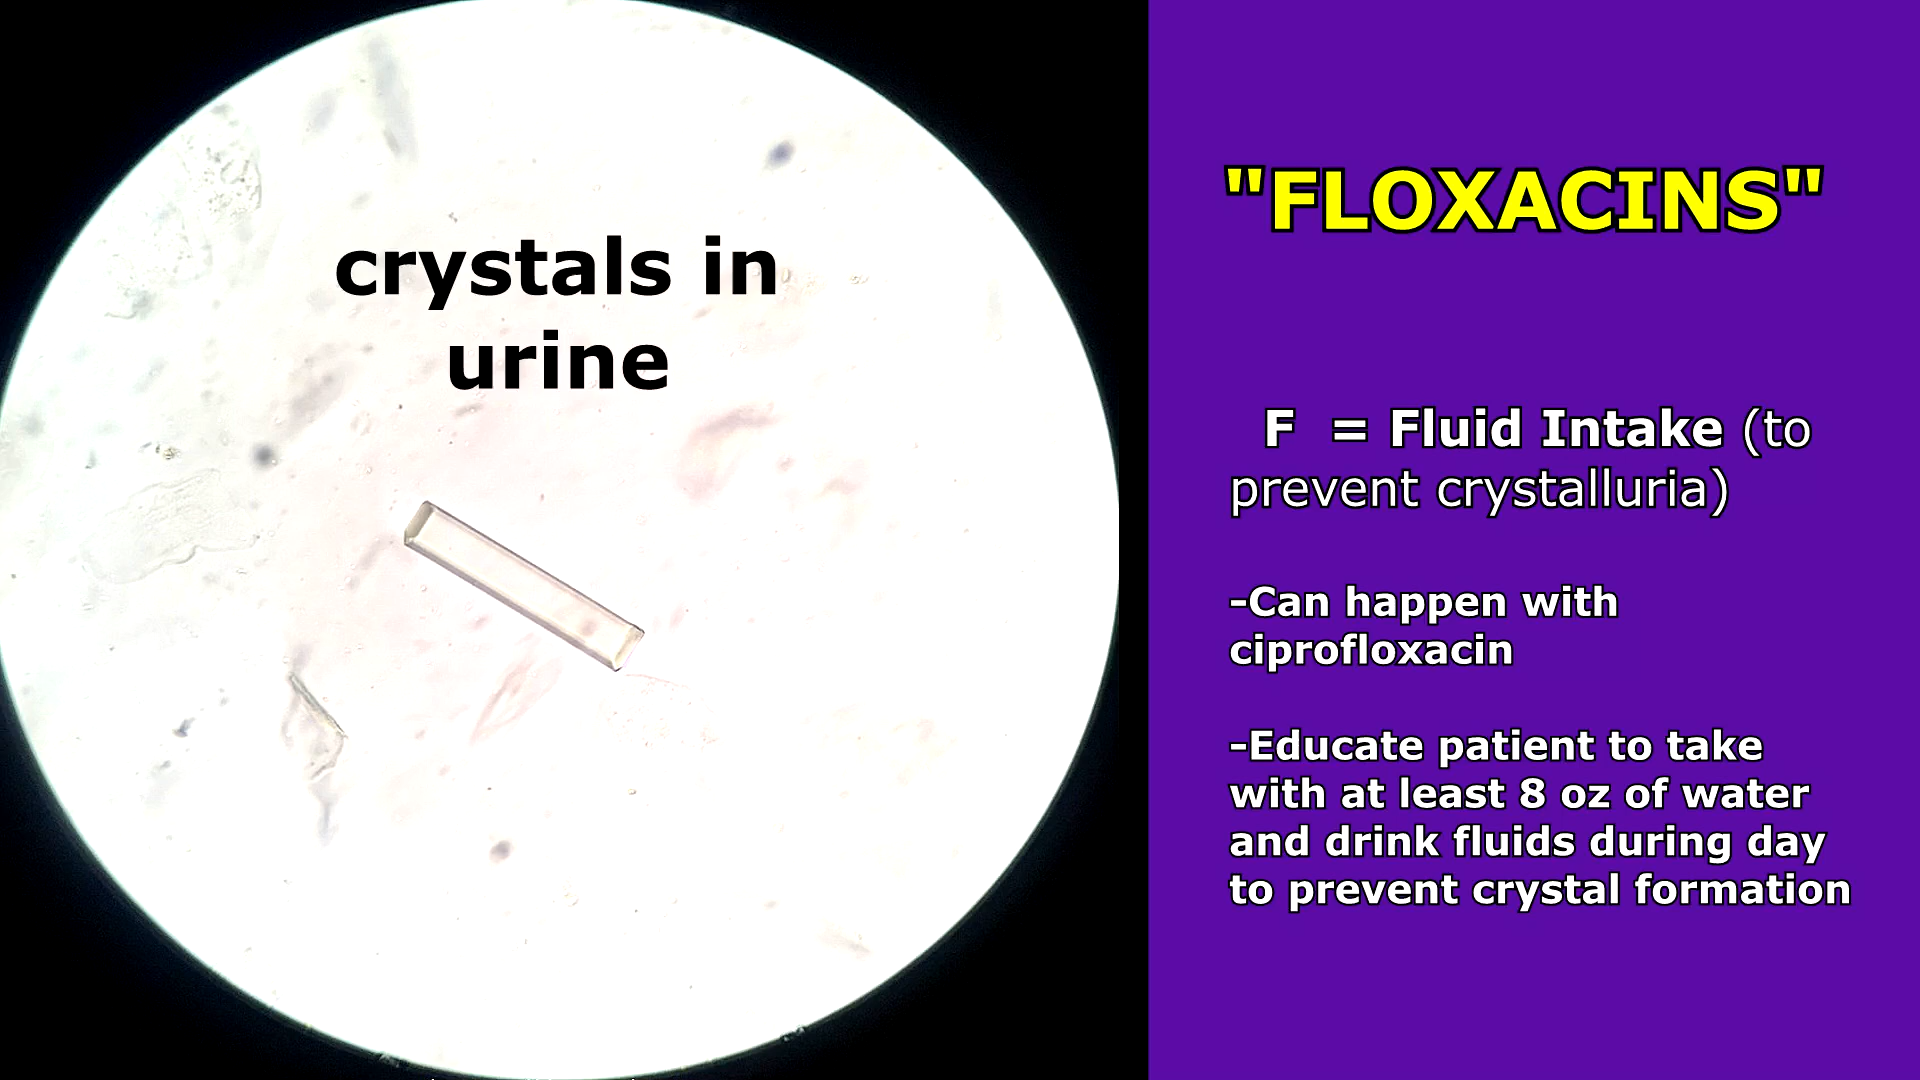 crystals in
urine
"FLOXACINS"
F = Fluid Intake (to
prevent crystalluria)
-Can happen with
ciprofloxacin
-Educate patient to take
with at least 8 oz of water
and drink fluids during day
to prevent crystal formation